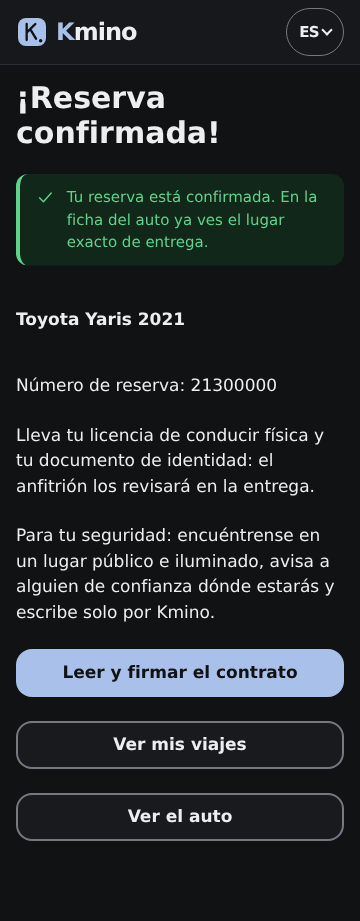 K. Kmino
ES
¡Reserva
confirmada!
Tu reserva está confirmada. En la
ficha del auto ya ves el lugar
exacto de entrega.
Toyota Yaris 2021
Número de reserva: 21300000
Lleva tu licencia de conducir física y
tu documento de identidad: el
anfitrión los revisará en la entrega.
Para tu seguridad: encuéntrense en
un lugar público e iluminado, avisa a
alguien de confianza dónde estarás y
escribe solo por Kmino.
Leer y firmar el contrato
Ver mis viajes
Ver el auto